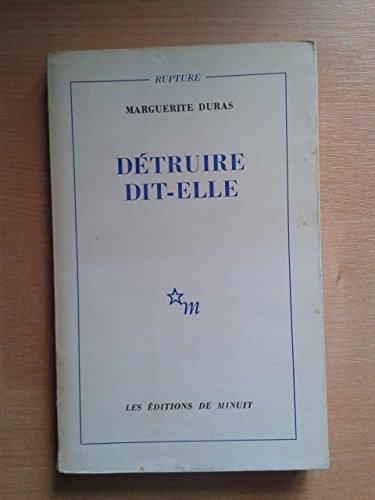 RUPTURE
MARGUERITE DURAS
DÉTRUIRE
DIT-ELLE
m
LES ÉDITIONS DE MINUIT